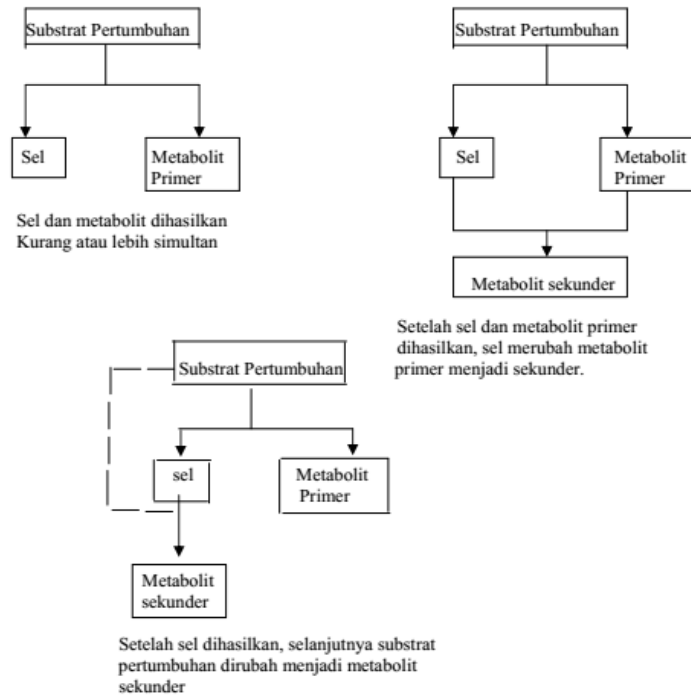 Substrat Pertumbuhan
Sel
Metabolit
Primer
Sel dan metabolit dihasilkan
Kurang atau lebih simultan
Substrat Pertumbuhan
Sel
Metabolit
Primer
Metabolit sekunder
Setelah sel dan metabolit primer
dihasilkan, sel merubah metabolit
primer menjadi sekunder.
Substrat Pertumbuhan
sel
Metabolit
Primer
Metabolit
sekunder
Setelah sel dihasilkan, selanjutnya substrat
pertumbuhan dirubah menjadi metabolit
sekunder